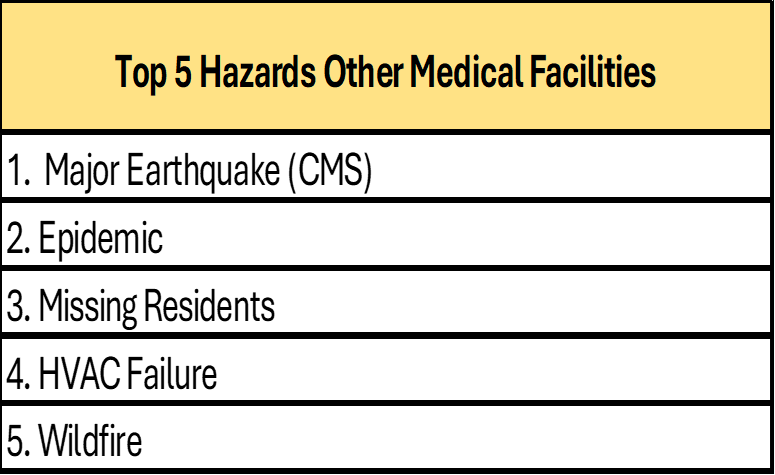 Top 5 Hazards Other Medical Facilities
1. Major Earthquake (CMS)
2. Epidemic
3. Missing Residents
4. HVAC Failure
5. Wildfire